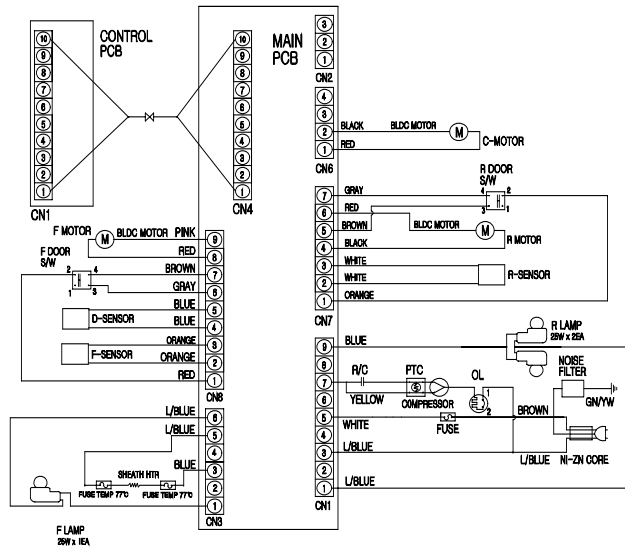 CONTROL
PCB
10
9
8
7
6
5
4
3
2
1
CN1
MAIN
PCB
10
9
8
7
6
5
4
3
2
1
CN4
3
2
1
CN2
4
3
2
1
CN6
BLACK BLDC MOTOR M
RED C-MOTOR
R DOOR
S/W
4 2
3 1
7 GRAY
6 RED
5 BROWN BLDC MOTOR M
4 BLACK R MOTOR
3 WHITE
2 WHITE R-SENSOR
1 ORANGE
CN7
F MOTOR
M BLDC MOTOR PINK 9
RED 8
F DOOR
S/W
2 4
1 3
BROWN 7
GRAY 6
D-SENSOR BLUE 5
BLUE 4
F-SENSOR ORANGE 3
ORANGE 2
RED 1
CN8
L/BLUE 6
L/BLUE 5
4
BLUE 3
2
1
CN3
SHEATH HTR
FUSE TEMP 77℃ FUSE TEMP 77℃
F LAMP
25W x 1EA
9 BLUE
8
7
6
5
4
3
2
1
CN1
R LAMP
25W x 2EA
NOISE
FILTER
GN/YW
R/C PTC OL
S
1
2
YELLOW COMPRESSOR
WHITE FUSE BROWN
L/BLUE L/BLUE NI-ZN CORE
L/BLUE